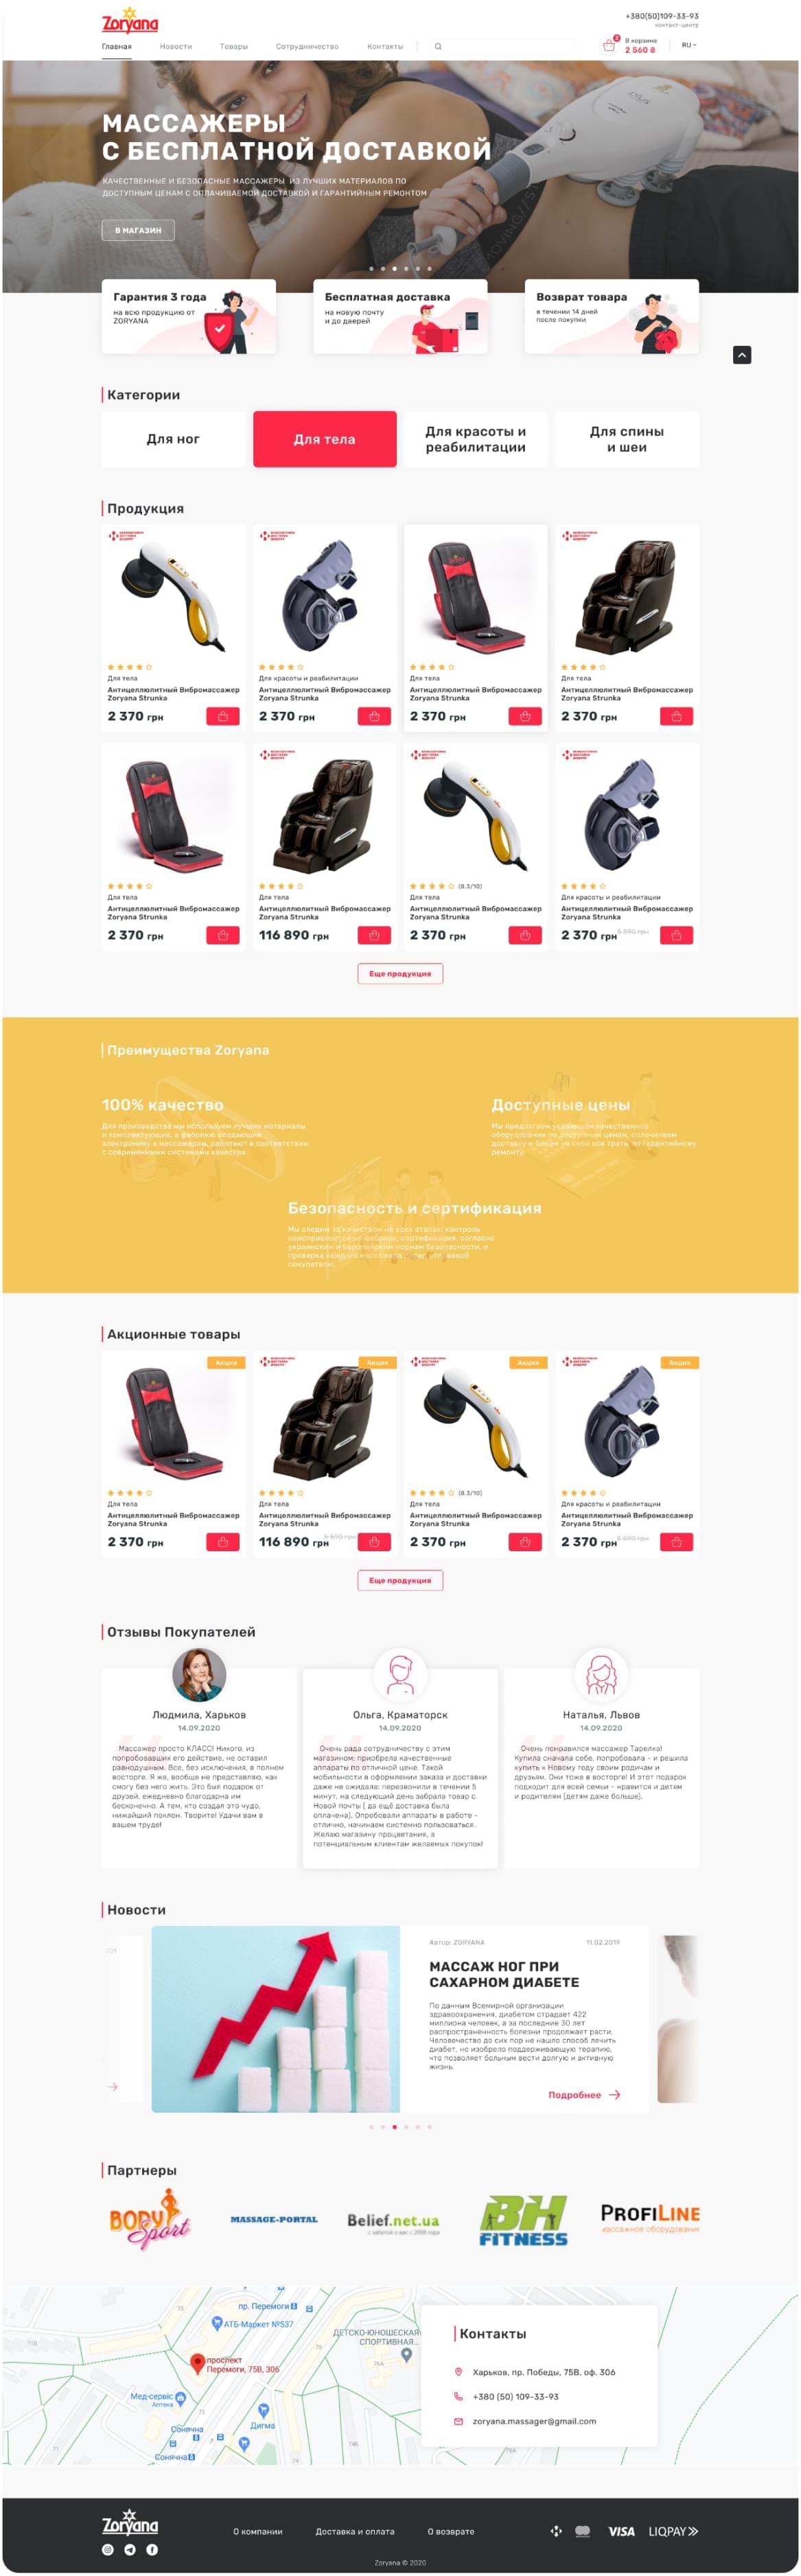 Zoryana
+380(50)109-33-93
контакт-центр
Главная Новости Товары Сотрудничество Контакты
2
В корзине
2 560 ₴
RU
МАССАЖЕРЫ
С БЕСПЛАТНОЙ ДОСТАВКОЙ
КАЧЕСТВЕННЫЕ И БЕЗОПАСНЫЕ МАССАЖЕРЫ ИЗ ЛУЧШИХ МАТЕРИАЛОВ ПО
ДОСТУПНЫМ ЦЕНАМ С ОПЛАЧИВАЕМОЙ ДОСТАВКОЙ И ГАРАНТИЙНЫМ РЕМОНТОМ
В МАГАЗИН
Гарантия 3 года
на всю продукцию от
ZORYANA
Бесплатная доставка
на новую почту
и до дверей
Возврат товара
в течении 14 дней
после покупки
Категории
Для ног
Для тела
Для красоты и
реабилитации
Для спины
и шеи
Продукция
Для тела
Антицеллюлитный Вибромассажер
Zoryana Strunka
2 370 грн
Для красоты и реабилитации
Антицеллюлитный Вибромассажер
Zoryana Strunka
2 370 грн
Для тела
Антицеллюлитный Вибромассажер
Zoryana Strunka
2 370 грн
Для тела
Антицеллюлитный Вибромассажер
Zoryana Strunka
2 370 грн
Для тела
Антицеллюлитный Вибромассажер
Zoryana Strunka
2 370 грн
Для тела
Антицеллюлитный Вибромассажер
Zoryana Strunka
116 890 грн
(8.3/10)
Для тела
Антицеллюлитный Вибромассажер
Zoryana Strunka
2 370 грн
Для красоты и реабилитации
Антицеллюлитный Вибромассажер
Zoryana Strunka
2 370 грн 5 590 грн
Еще продукция
Преимущества Zoryana
100% качество
Для производства мы используем лучшие материалы
и комплектующие, а фабрики, создающие
электронику к массажерам, работают в соответствии
с современными системами качества.
Доступные цены
Мы предлагаем украинцам качественное
оборудование по доступным ценам, оплачиваем
доставку и берем на себя все траты по гарантийному
ремонту.
Безопасность и сертификация
Мы следим за качеством на всех этапах: контроль
неисправностей на фабрике, сертификация, согласно
украинским и европейским нормам безопасности, и
проверка каждого массажера
покупателю.
Акционные товары
Акция
Для тела
Антицеллюлитный Вибромассажер
Zoryana Strunka
2 370 грн
Акция
Для тела
Антицеллюлитный Вибромассажер
Zoryana Strunka
116 890 грн 5 590 грн
Акция
(8.3/10)
Для тела
Антицеллюлитный Вибромассажер
Zoryana Strunka
2 370 грн
Акция
Для красоты и реабилитации
Антицеллюлитный Вибромассажер
Zoryana Strunka
2 370 грн 5 590 грн
Еще продукция
Отзывы Покупателей
Людмила, Харьков
14.09.2020
Массажер просто КЛАСС! Никого, из
попробовавших его действие, не оставил
равнодушным. Все, без исключения, в полном
восторге. Я же, вообще не представляю, как
смогу без него жить. Это был подарок от
друзей, ежедневно благодарна им
бесконечно. А тем, кто создал это чудо,
нижайший поклон. Творите! Удачи вам в
вашем труде!
Ольга, Краматорск
14.09.2020
Очень рада сотрудничеству с этим
магазином: приобрела качественные
аппараты по отличной цене. Такой
мобильности в оформлении заказа и доставки
даже не ожидала: перезвонили в течении 5
минут, на следующий день забрала товар с
Новой почты ( да ещё доставка была
оплачена). Опробовали аппараты в работе -
отлично, начинаем системно пользоваться.
Желаю магазину процветания, а
потенциальным клиентам желаемых покупок!
Наталья, Львов
14.09.2020
Очень понравился массажер Тарелка!
Купила сначала себе, попробовала - и решила
купить к Новому году своим родичам и
друзьям. Они тоже в восторге! И этот подарок
подходит для всей семьи - нравится и детям
и родителям (детям даже больше).
Новости
Автор: ZORYANA 11.02.2019
МАССАЖ НОГ ПРИ
САХАРНОМ ДИАБЕТЕ
По данным Всемирной организации
здравоохранения, диабетом страдает 422
миллиона человек, а за последние 30 лет
распространенность болезни продолжает расти.
Человечество до сих пор не нашло способ лечить
диабет, но изобрело поддерживающую терапию,
что позволяет больным вести долгую и активную
жизнь.
Подробнее
Партнеры
BODY
Sport
MASSAGE-PORTAL
Belief.net.ua
с заботой о вас с 2008 года
BH
FITNESS
PROFILINE
массажное оборудование
пр. Перемоги
АТБ-Маркет №537
ДЕТСКО-ЮНОШЕСКАЯ
СПОРТИВНАЯ...
проспект
Перемоги, 75В, 306
Мед-сервіс
Аптека
Сонячна
Дигма
Сонячна
Контакты
Харьков, пр. Победы, 75В, оф. 306
+380 (50) 109-33-93
zoryana.massager@gmail.com
Zoryana
О компании Доставка и оплата О возврате
VISA LIQPAY
Zoryana © 2020